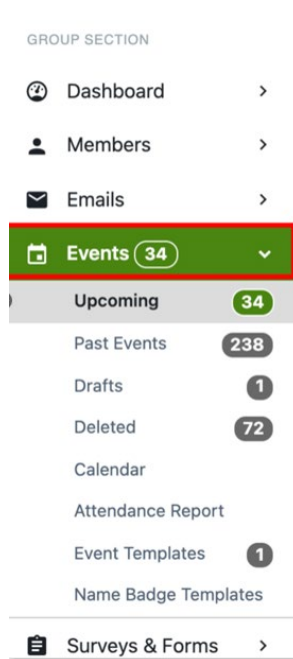 GROUP SECTION
Dashboard
Members
Emails
Events 34
Upcoming 34
Past Events 238
Drafts 1
Deleted 72
Calendar
Attendance Report
Event Templates 1
Name Badge Templates
Surveys & Forms